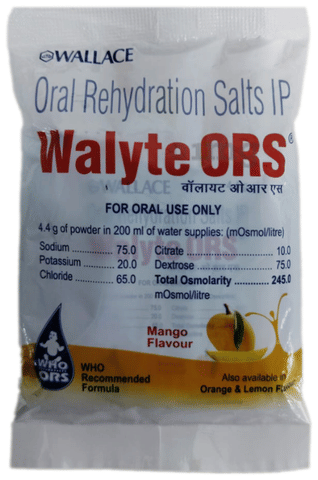 WALLACE
Oral Rehydration Salts IP
Walyte ORS®
वॉलायट ओ आर एस
FOR ORAL USE ONLY
4.4 g of powder in 200 ml of water supplies: (mOsmol/litre)
Sodium ........ 75.0
Potassium ........ 20.0
Chloride ........ 65.0
Citrate ........ 10.0
Dextrose ........ 75.0
Total Osmolarity ........ 245.0
mOsmol/litre
Mango
Flavour
WHO
ORS
WHO
Recommended
Formula
Also available in
Orange & Lemon